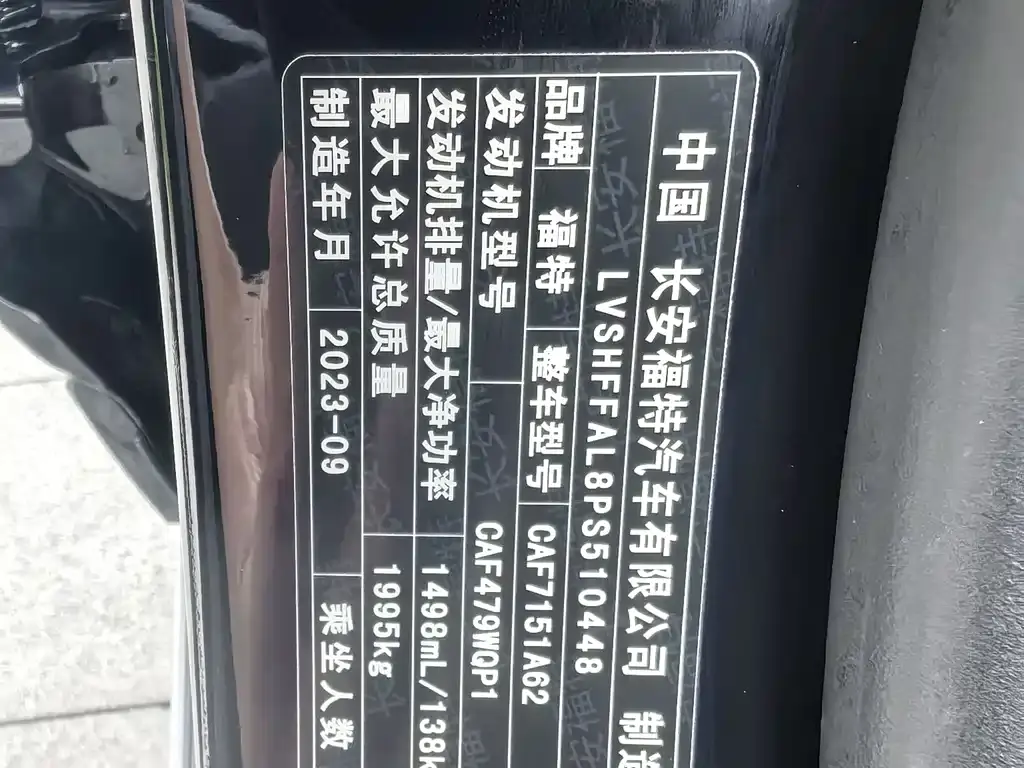 中国 长安福特汽车有限公司 制造
LVSHFFAL8PS510448
品牌 福特 整车型号 CAF7151A62
发动机型号 CAF479WQP1
发动机排量/最大净功率 1498mL/138k
最大允许总质量 1995kg
制造年月 2023-09 乘坐人数